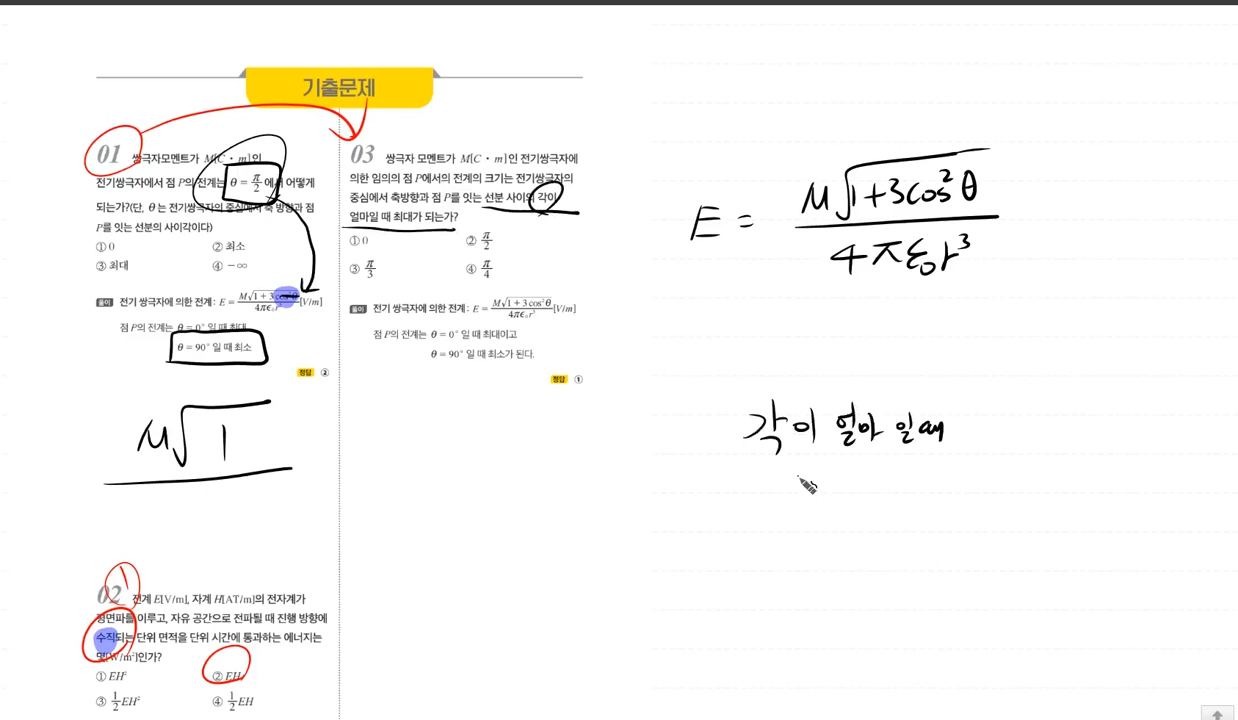 기출문제
01 쌍극자모멘트가 M[C・m]인
전기쌍극자에서 점 P의 전계는 θ = π/2 에서 어떻게
되는가?(단, θ는 전기쌍극자의 중심에서 축 방향과 점
P를 잇는 선분의 사이각이다)
① 0 ② 최소
③ 최대 ④ −∞
풀이 전기 쌍극자에 의한 전계 : E = M√(1+3cos²θ)/(4πε₀r³) [V/m]
점 P의 전계는 θ = 0° 일 때 최대
θ = 90° 일 때 최소
정답 ②
M√1
02 전계 E[V/m], 자계 H[AT/m]의 전자계가
평면파를 이루고, 자유 공간으로 전파될 때 진행 방향에
수직되는 단위 면적을 단위 시간에 통과하는 에너지는
몇[W/m²]인가?
① EH² ② EH
③ 1/2 EH² ④ 1/2 EH
03 쌍극자 모멘트가 M[C・m]인 전기쌍극자에
의한 임의의 점 P에서의 전계의 크기는 전기쌍극자의
중심에서 축방향과 점 P를 잇는 선분 사이의 각이
얼마일 때 최대가 되는가?
① 0 ② π/2
③ π/3 ④ π/4
풀이 전기 쌍극자에 의한 전계 : E = M√(1+3cos²θ)/(4πε₀r³) [V/m]
점 P의 전계는 θ = 0° 일 때 최대이고
θ = 90° 일 때 최소가 된다.
정답 ①
E = M√(1+3cos²θ)/(4πε₀r³)
각이 얼마 일때